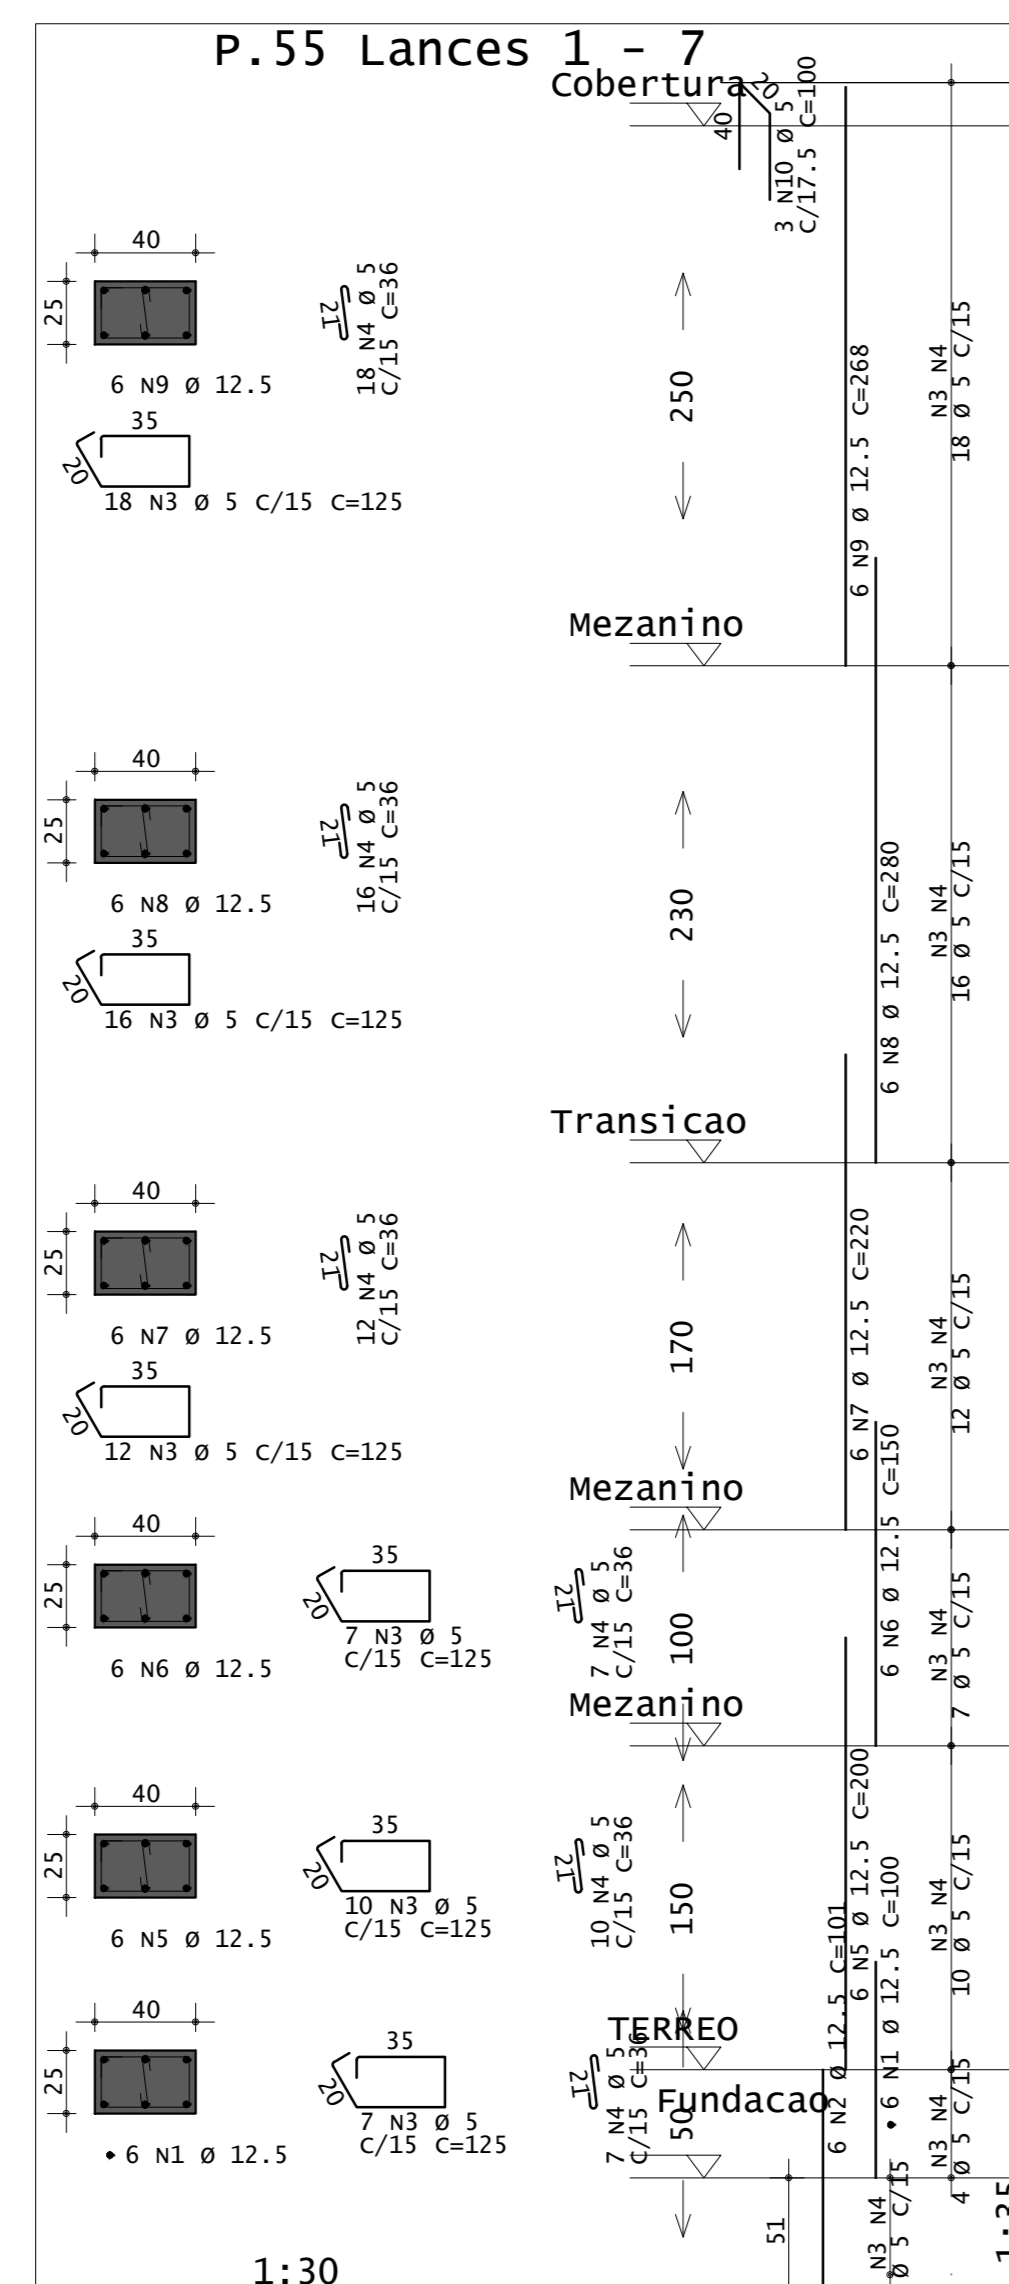 P.55 Lances 1 - 7
Cobertura
20
40
3 N10 Ø 5
C/17.5 C=100
40
25
6 N9 Ø 12.5
35
20
18 N3 Ø 5 C/15 C=125
21
18 N4 Ø 5
C/15 C=36
250
6 N9 Ø 12.5 C=268
N3 N4
18 Ø 5 C/15
Mezanino
40
25
6 N8 Ø 12.5
35
20
16 N3 Ø 5 C/15 C=125
21
16 N4 Ø 5
C/15 C=36
230
6 N8 Ø 12.5 C=280
N3 N4
16 Ø 5 C/15
Transicao
40
25
6 N7 Ø 12.5
35
20
12 N3 Ø 5 C/15 C=125
21
12 N4 Ø 5
C/15 C=36
170
6 N7 Ø 12.5 C=220
N3 N4
12 Ø 5 C/15
Mezanino
40
25
6 N6 Ø 12.5
35
20
7 N3 Ø 5
C/15 C=125
21
7 N4 Ø 5
C/15 C=36
100
6 N6 Ø 12.5 C=150
N3 N4
7 Ø 5 C/15
Mezanino
40
25
6 N5 Ø 12.5
35
20
10 N3 Ø 5
C/15 C=125
21
10 N4 Ø 5
C/15 C=36
150
6 N5 Ø 12.5 C=200
N3 N4
10 Ø 5 C/15
TERREO
40
25
6 N1 Ø 12.5
35
20
7 N3 Ø 5
C/15 C=125
21
7 N4 Ø 5
C/15 C=36
50
6 N2 Ø 12.5 C=101
6 N1 Ø 12.5 C=100
N3 N4
4 Ø 5 C/15
Fundacao
51
N3 N4
Ø 5 C/15
1:30
1:35